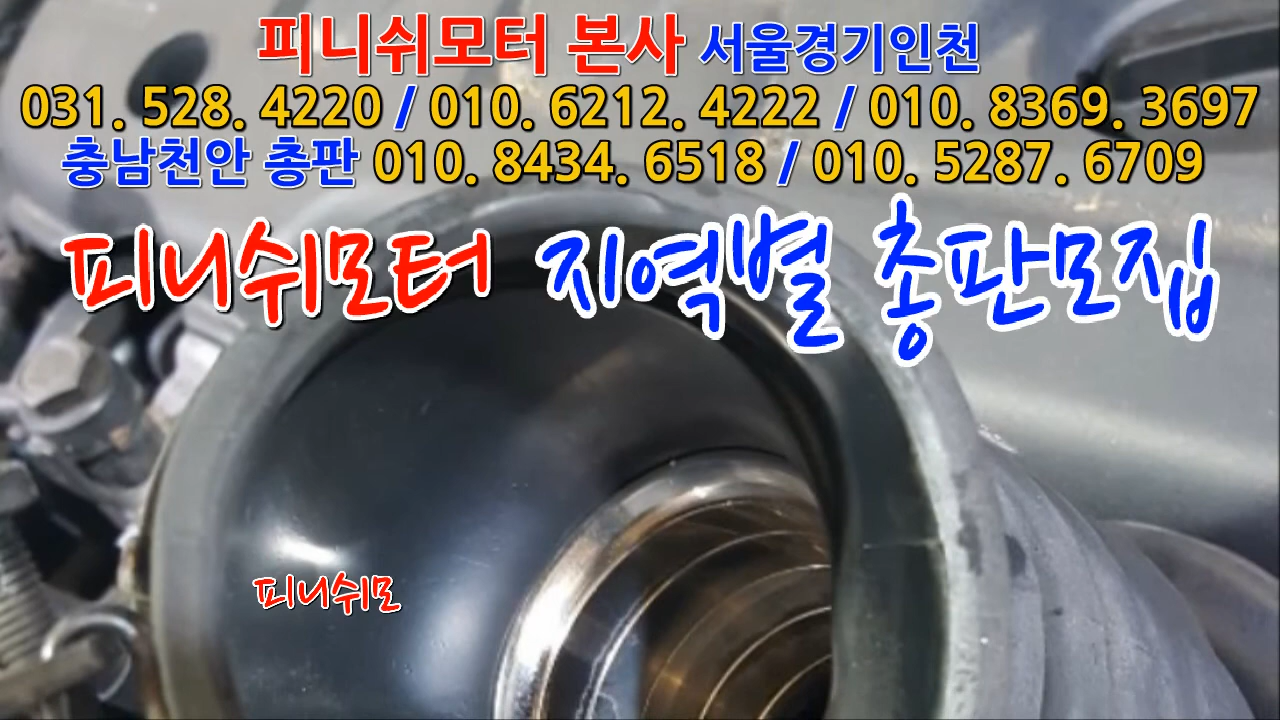 피니쉬모터 본사 서울경기인천
031. 528. 4220 / 010. 6212. 4222 / 010. 8369. 3697
충남천안 총판 010. 8434. 6518 / 010. 5287. 6709
피니쉬모터 지역별 총판모집
피니쉬모